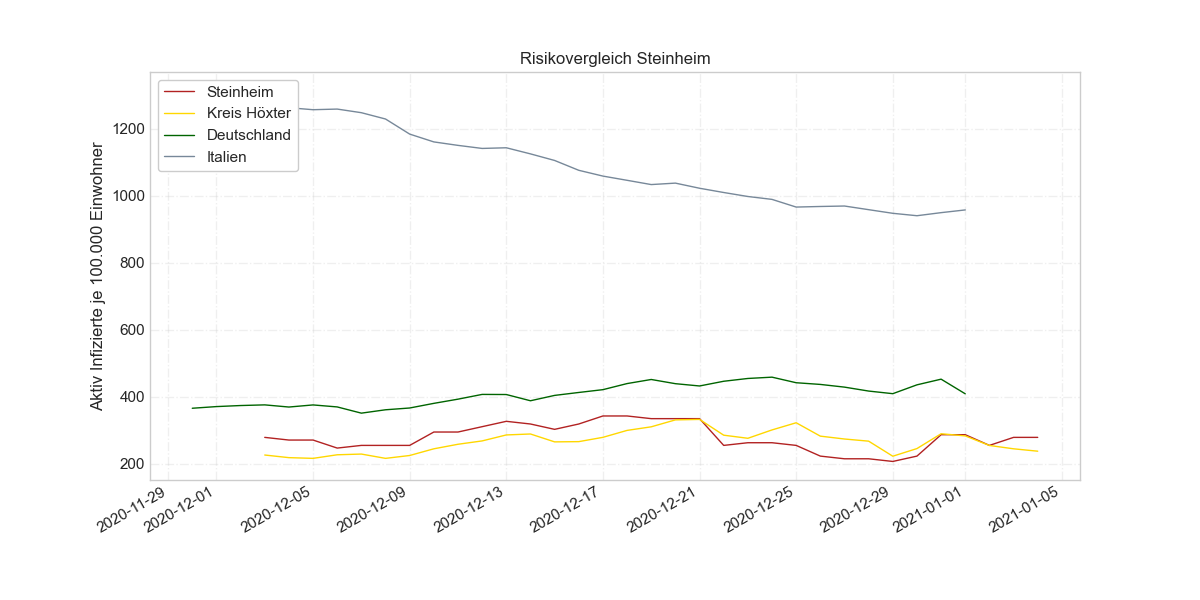 Risikovergleich Steinheim
Steinheim
Kreis Höxter
Deutschland
Italien
Aktiv Infizierte je 100.000 Einwohner
1200
1000
800
600
400
200
2020-11-29
2020-12-01
2020-12-05
2020-12-09
2020-12-13
2020-12-17
2020-12-21
2020-12-25
2020-12-29
2021-01-01
2021-01-05